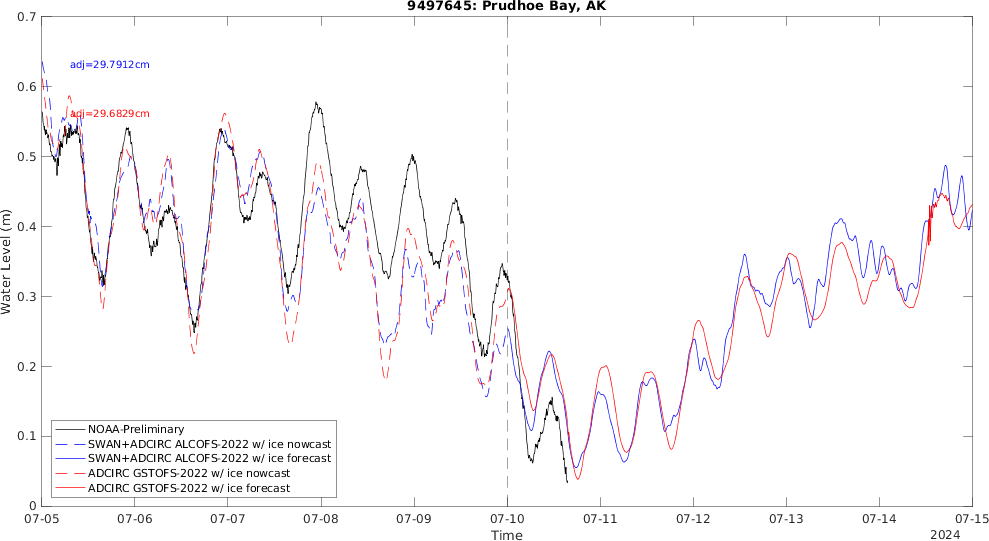 9497645: Prudhoe Bay, AK
0.7
0.6
0.5
0.4
0.3
0.2
0.1
0
Water Level (m)
adj=29.7912cm
adj=29.6829cm
NOAA-Preliminary
SWAN+ADCIRC ALCOFS-2022 w/ ice nowcast
SWAN+ADCIRC ALCOFS-2022 w/ ice forecast
ADCIRC GSTOFS-2022 w/ ice nowcast
ADCIRC GSTOFS-2022 w/ ice forecast
07-05 07-06 07-07 07-08 07-09 07-10 07-11 07-12 07-13 07-14 07-15
Time
2024